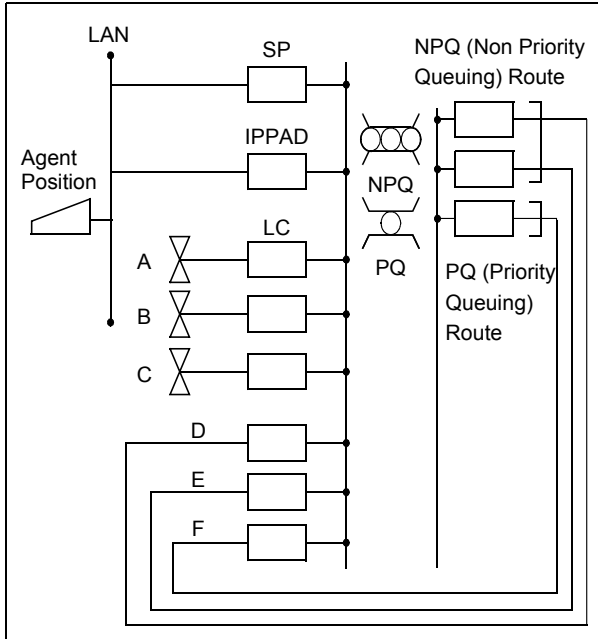 LAN
SP
NPQ (Non Priority
Queuing) Route
IPPAD
Agent
Position
NPQ
LC
A
PQ
PQ (Priority
Queuing)
Route
B
C
D
E
F